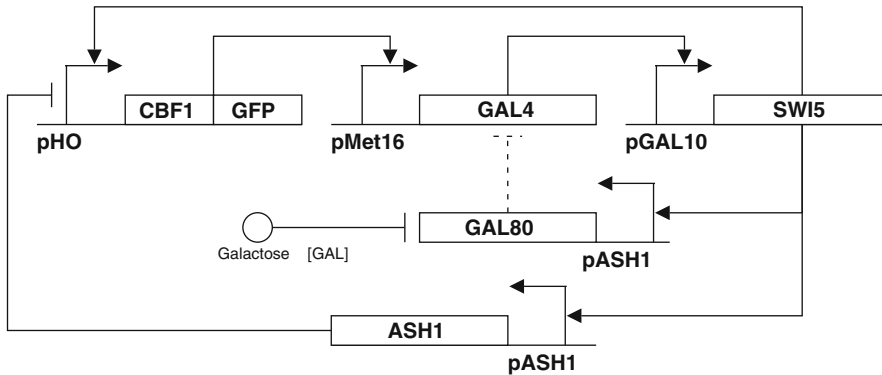 CBF1 GFP GAL4 SWI5
pHO pMet16 pGAL10
GAL80
Galactose [GAL] pASH1
ASH1
pASH1